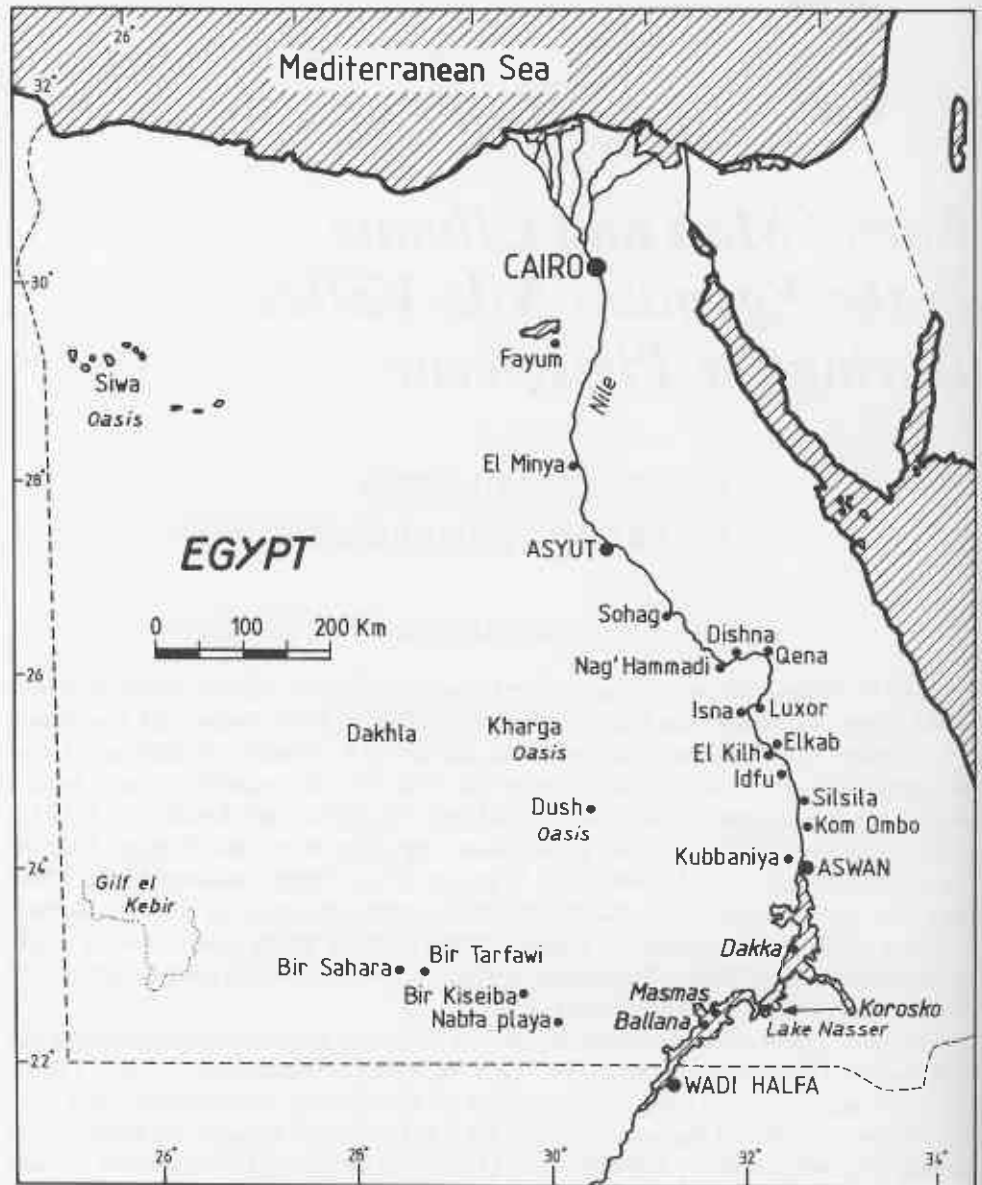 26°
32°
Mediterranean Sea
30°
CAIRO
Fayum
Nile
Siwa
Oasis
El Minya
28°
ASYUT
EGYPT
0 50 100 150 200 Km
Sohag
Dishna
Qena
Nag' Hammadi
26°
Isna
Luxor
Dakhla
Kharga
Oasis
El Kilh
Elkab
Idfu
Dush
Oasis
Silsila
Kom Ombo
Kubbaniya
ASWAN
24°
Gilf el
Kebir
Dakka
Bir Sahara
Bir Tarfawi
Bir Kiseiba
Nabta playa
Masmas
Ballana
Korosko
Lake Nasser
22°
WADI HALFA
26° 28° 30° 32° 34°